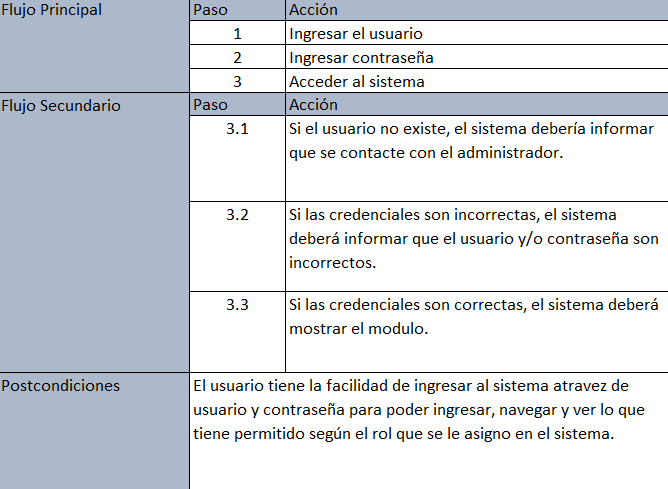 Flujo Principal Paso Acción
1 Ingresar el usuario
2 Ingresar contraseña
3 Acceder al sistema
Flujo Secundario Paso Acción
3.1 Si el usuario no existe, el sistema debería informar
que se contacte con el administrador.
3.2 Si las credenciales son incorrectas, el sistema
deberá informar que el usuario y/o contraseña son
incorrectos.
3.3 Si las credenciales son correctas, el sistema deberá
mostrar el modulo.
Postcondiciones El usuario tiene la facilidad de ingresar al sistema atravez de
usuario y contraseña para poder ingresar, navegar y ver lo que
tiene permitido según el rol que se le asigno en el sistema.